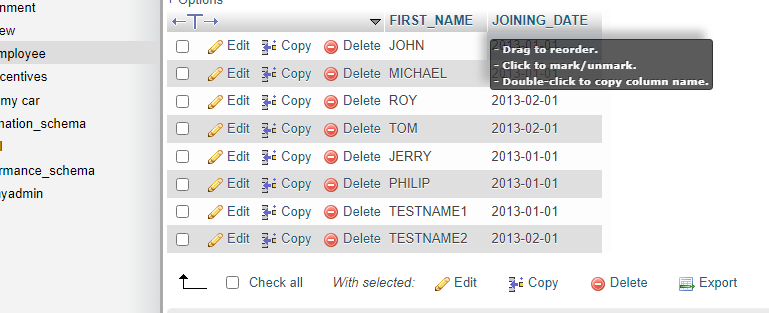 + Options
FIRST_NAME JOINING_DATE
Edit Copy Delete JOHN
- Drag to reorder.
- Click to mark/unmark.
- Double-click to copy column name.
Edit Copy Delete MICHAEL
Edit Copy Delete ROY 2013-02-01
Edit Copy Delete TOM 2013-02-01
Edit Copy Delete JERRY 2013-01-01
Edit Copy Delete PHILIP 2013-01-01
Edit Copy Delete TESTNAME1 2013-01-01
Edit Copy Delete TESTNAME2 2013-02-01
Check all With selected: Edit Copy Delete Export
nment
ew
mployee
centives
my car
mation_schema
l
rmance_schema
yadmin